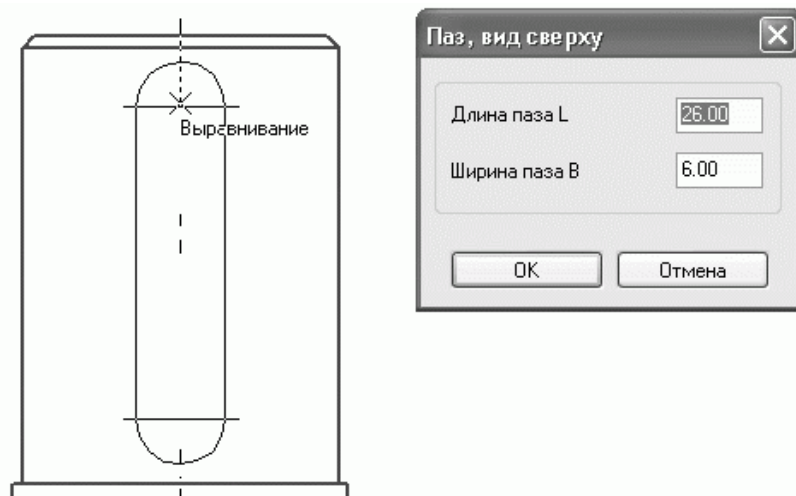 Паз, вид сверху
Длина паза L 26.00
Выравнивание
Ширина паза B 6.00
OK Отмена